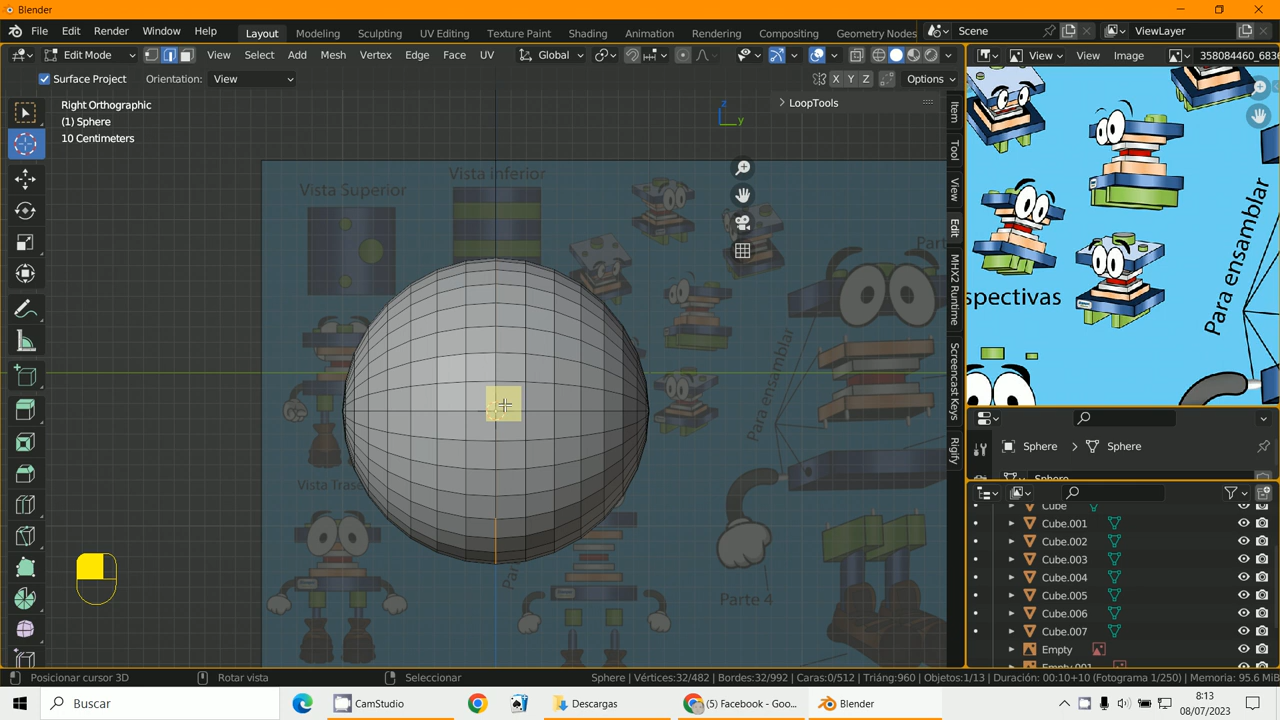 Blender
File Edit Render Window Help Layout Modeling Sculpting UV Editing Texture Paint Shading Animation Rendering Compositing Geometry Nodes Scene ViewLayer
Edit Mode View Select Add Mesh Vertex Edge Face UV Global View View Image 358084460_683
Surface Project Orientation: View X Y Z Options
Right Orthographic
(1) Sphere
10 Centimeters
z
y
LoopTools
Item
Tool
View
Edit
MHX2 Runtime
Screencast Keys
Rigify
Vista Superior
Vista inferior
Part
Para ensamblar
Vista Trase
Parte 4
spectivas
Para ensamblar
Sphere > Sphere
Sphere
Cube
Cube.001
Cube.002
Cube.003
Cube.004
Cube.005
Cube.006
Cube.007
Empty
Empty.001
Posicionar cursor 3D Rotar vista Seleccionar Sphere | Vértices:32/482 | Bordes:32/992 | Caras:0/512 | Triáng:960 | Objetos:1/13 | Duración: 00:10+10 (Fotograma 1/250) | Memoria: 95.6 MiB
Buscar CamStudio Descargas (5) Facebook - Goo... Blender
8:13
08/07/2023